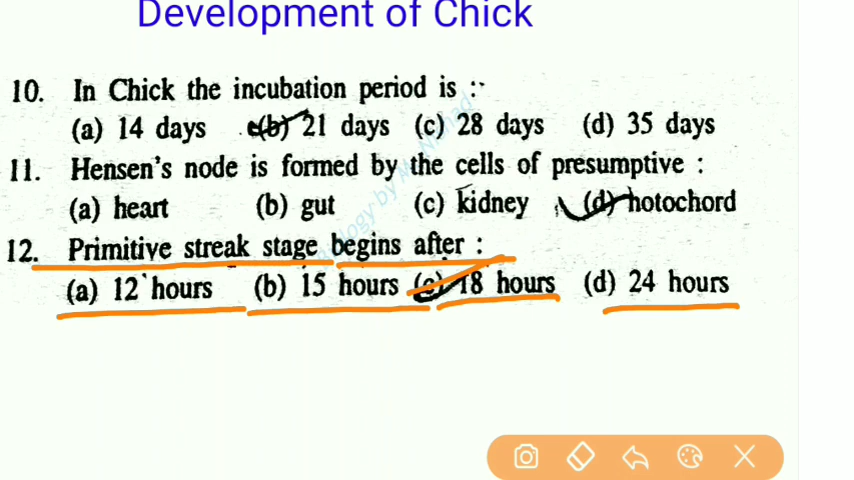 Development of Chick
10. In Chick the incubation period is :-
(a) 14 days (b) 21 days (c) 28 days (d) 35 days
11. Hensen's node is formed by the cells of presumptive :
(a) heart (b) gut (c) kidney (d) notochord
12. Primitive streak stage begins after :
(a) 12 hours (b) 15 hours (c) 18 hours (d) 24 hours